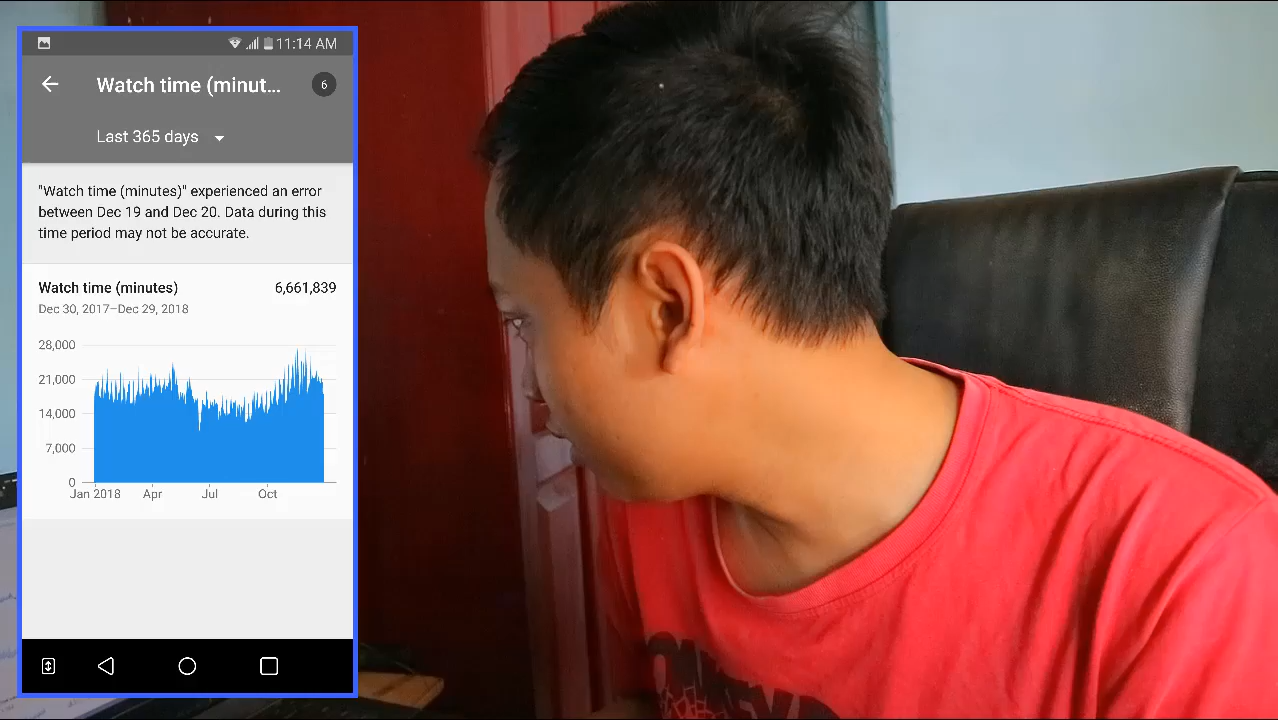 11:14 AM
Watch time (minut...
6
Last 365 days
"Watch time (minutes)" experienced an error
between Dec 19 and Dec 20. Data during this
time period may not be accurate.
Watch time (minutes) 6,661,839
Dec 30, 2017–Dec 29, 2018
28,000
21,000
14,000
7,000
0
Jan 2018 Apr Jul Oct